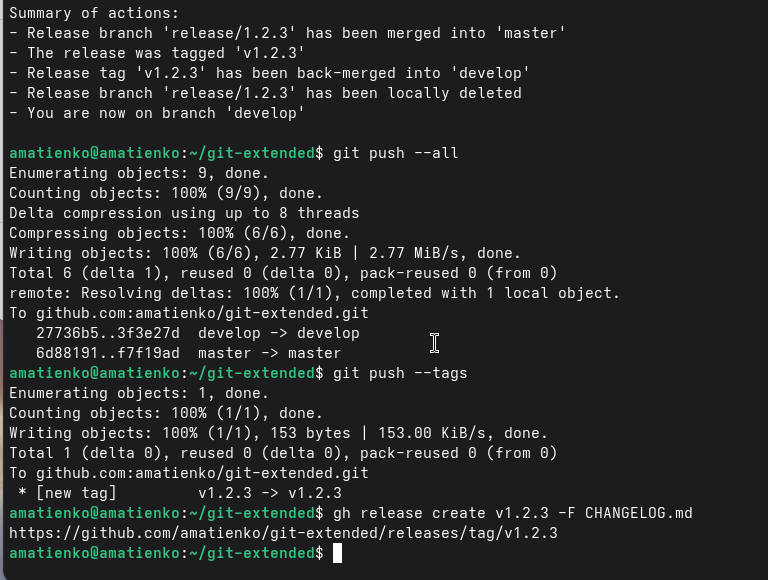 Summary of actions:
- Release branch 'release/1.2.3' has been merged into 'master'
- The release was tagged 'v1.2.3'
- Release tag 'v1.2.3' has been back-merged into 'develop'
- Release branch 'release/1.2.3' has been locally deleted
- You are now on branch 'develop'
amatienko@amatienko:~/git-extended$ git push --all
Enumerating objects: 9, done.
Counting objects: 100% (9/9), done.
Delta compression using up to 8 threads
Compressing objects: 100% (6/6), done.
Writing objects: 100% (6/6), 2.77 KiB | 2.77 MiB/s, done.
Total 6 (delta 1), reused 0 (delta 0), pack-reused 0 (from 0)
remote: Resolving deltas: 100% (1/1), completed with 1 local object.
To github.com:amatienko/git-extended.git
   27736b5..3f3e27d  develop -> develop
   6d88191..f7f19ad  master -> master
amatienko@amatienko:~/git-extended$ git push --tags
Enumerating objects: 1, done.
Counting objects: 100% (1/1), done.
Writing objects: 100% (1/1), 153 bytes | 153.00 KiB/s, done.
Total 1 (delta 0), reused 0 (delta 0), pack-reused 0 (from 0)
To github.com:amatienko/git-extended.git
 * [new tag]         v1.2.3 -> v1.2.3
amatienko@amatienko:~/git-extended$ gh release create v1.2.3 -F CHANGELOG.md
https://github.com/amatienko/git-extended/releases/tag/v1.2.3
amatienko@amatienko:~/git-extended$